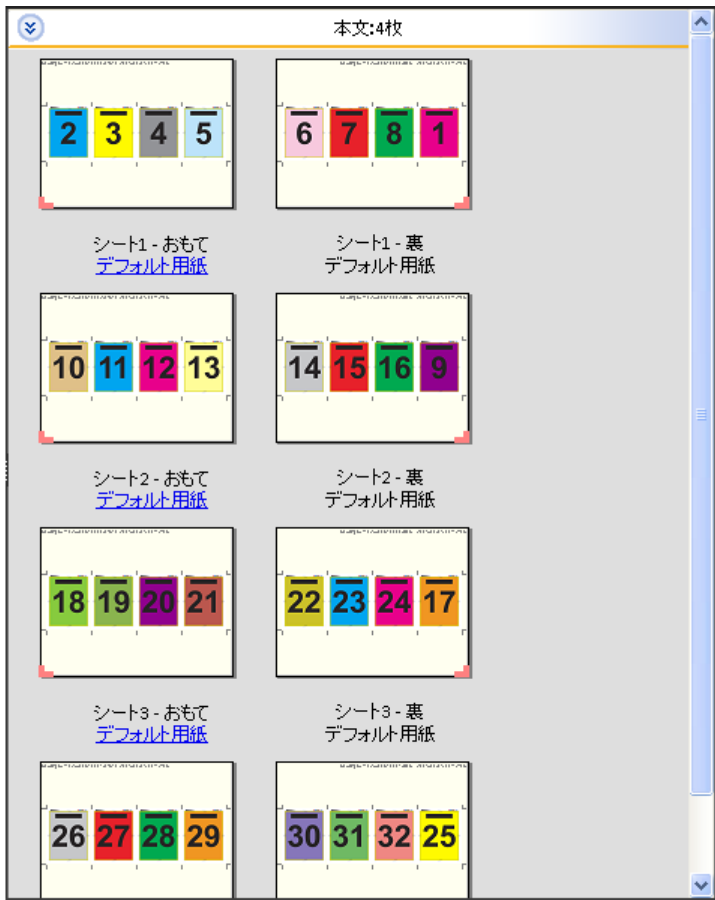 本文:4枚
2 3 4 5
6 7 8 1
シート1 - おもて
デフォルト用紙
シート1 - 裏
デフォルト用紙
10 11 12 13
14 15 16 9
シート2 - おもて
デフォルト用紙
シート2 - 裏
デフォルト用紙
18 19 20 21
22 23 24 17
シート3 - おもて
デフォルト用紙
シート3 - 裏
デフォルト用紙
26 27 28 29
30 31 32 25